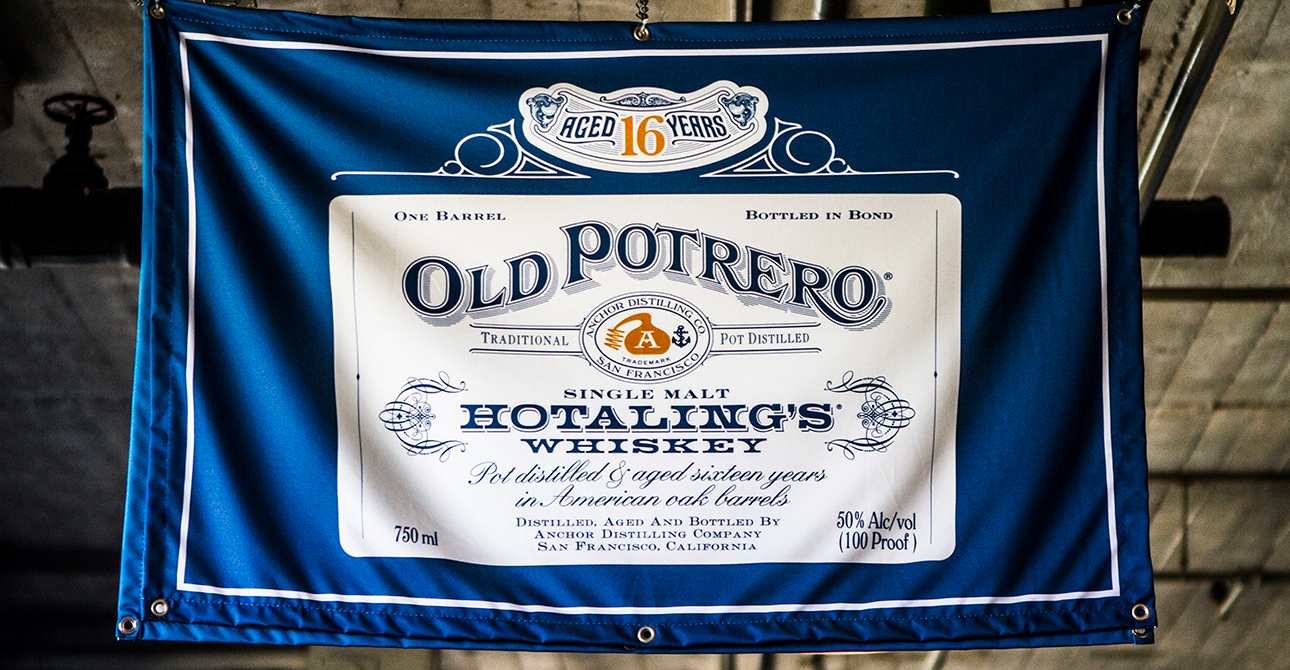 AGED 16 YEARS
ONE BARREL
BOTTLED IN BOND
OLD POTRERO®
ANCHOR DISTILLING CO
TRADITIONAL
A
POT DISTILLED
TRADEMARK
SAN FRANCISCO
SINGLE MALT
HOTALING'S®
WHISKEY
Pot distilled & aged sixteen years
in American oak barrels
DISTILLED, AGED AND BOTTLED BY
ANCHOR DISTILLING COMPANY
SAN FRANCISCO, CALIFORNIA
750 ml
50% Alc/vol
(100 Proof)